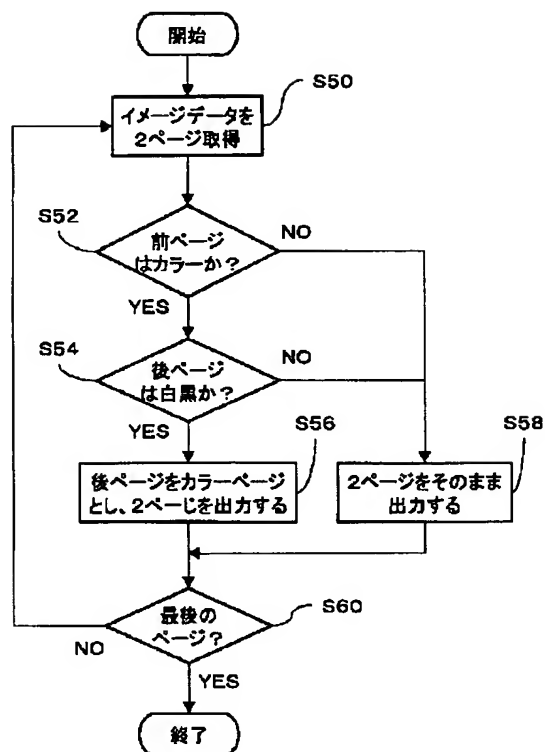 開始
S50
イメージデータを
2ページ取得
S52
前ページ
はカラーか?
NO
YES
S54
後ページ
は白黒か?
NO
YES
S56
後ページをカラーページ
とし、2ぺーじを出力する
S58
2ページをそのまま
出力する
S60
最後の
ページ?
NO
YES
終了